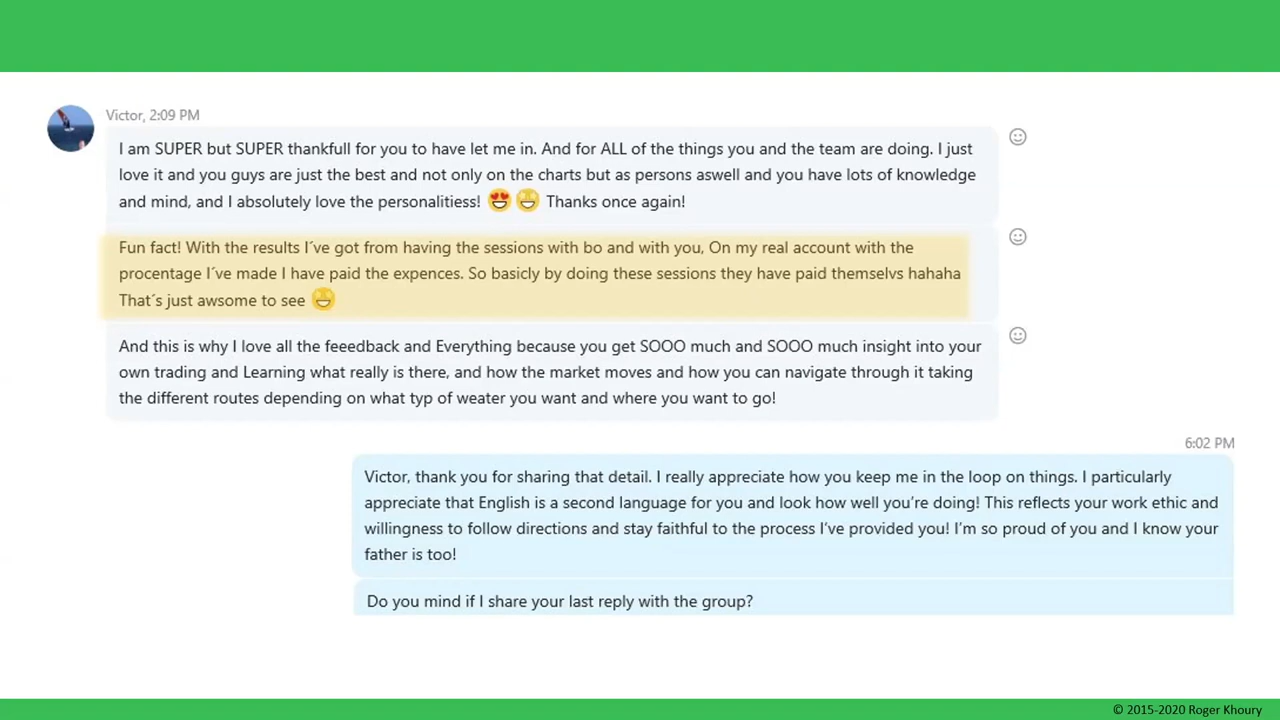 Victor, 2:09 PM
I am SUPER but SUPER thankfull for you to have let me in. And for ALL of the things you and the team are doing. I just
love it and you guys are just the best and not only on the charts but as persons aswell and you have lots of knowledge
and mind, and I absolutely love the personalitiess! 😍 😄 Thanks once again!
Fun fact! With the results I´ve got from having the sessions with bo and with you, On my real account with the
procentage I´ve made I have paid the expences. So basicly by doing these sessions they have paid themselvs hahaha
That´s just awsome to see 😄
And this is why I love all the feeedback and Everything because you get SOOO much and SOOO much insight into your
own trading and Learning what really is there, and how the market moves and how you can navigate through it taking
the different routes depending on what typ of weater you want and where you want to go!
6:02 PM
Victor, thank you for sharing that detail. I really appreciate how you keep me in the loop on things. I particularly
appreciate that English is a second language for you and look how well you're doing! This reflects your work ethic and
willingness to follow directions and stay faithful to the process I've provided you! I'm so proud of you and I know your
father is too!
Do you mind if I share your last reply with the group?
© 2015-2020 Roger Khoury